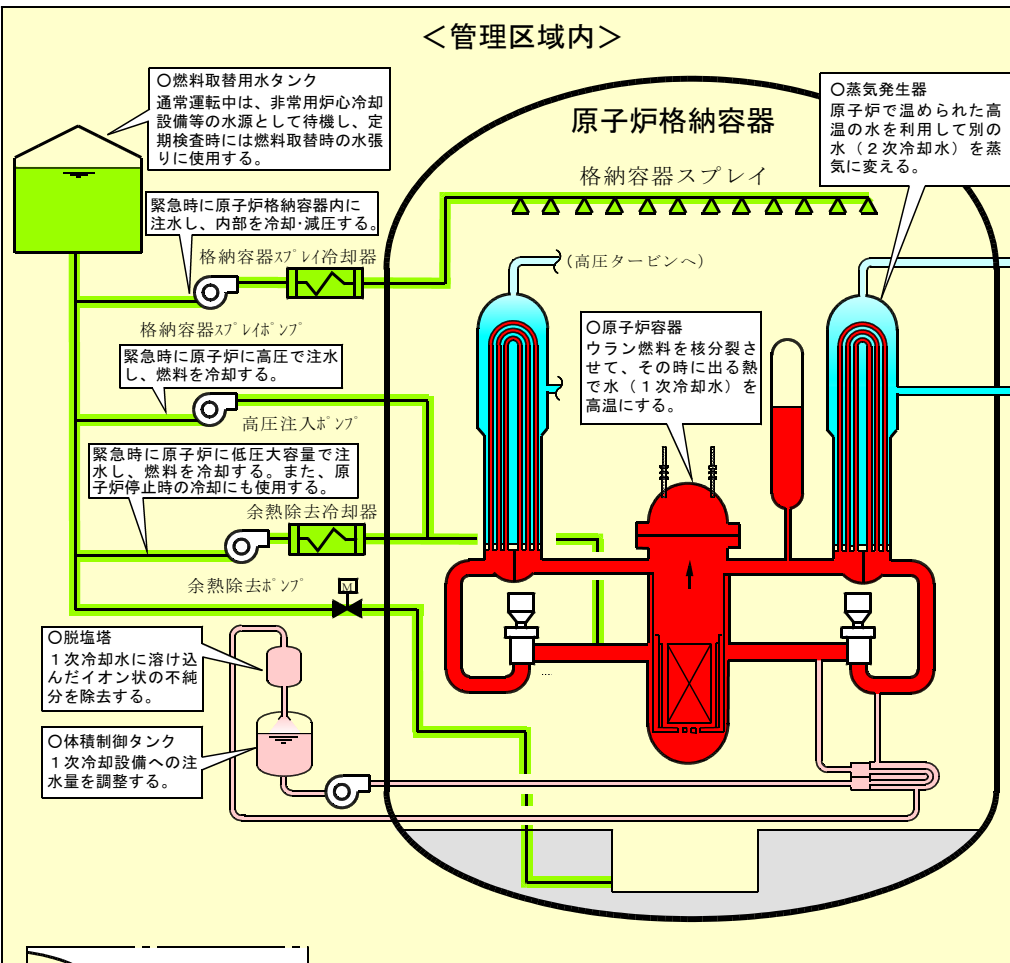 ＜管理区域内＞
○燃料取替用水タンク
通常運転中は、非常用炉心冷却
設備等の水源として待機し、定
期検査時には燃料取替時の水張
りに使用する。
○蒸気発生器
原子炉で温められた高
温の水を利用して別の
水（２次冷却水）を蒸
気に変える。
原子炉格納容器
格納容器スプレイ
緊急時に原子炉格納容器内に
注水し、内部を冷却･減圧する。
格納容器ｽﾌﾟﾚｲ冷却器
(高圧タービンへ)
格納容器ｽﾌﾟﾚｲﾎﾟﾝﾌﾟ
○原子炉容器
ウラン燃料を核分裂さ
せて、その時に出る熱
で水（１次冷却水）を
高温にする。
緊急時に原子炉に高圧で注水
し、燃料を冷却する。
高圧注入ﾎﾟﾝﾌﾟ
緊急時に原子炉に低圧大容量で注
水し、燃料を冷却する。また、原
子炉停止時の冷却にも使用する。
余熱除去冷却器
余熱除去ﾎﾟﾝﾌﾟ
M
○脱塩塔
１次冷却水に溶け込
んだイオン状の不純
分を除去する。
○体積制御タンク
１次冷却設備への注
水量を調整する。